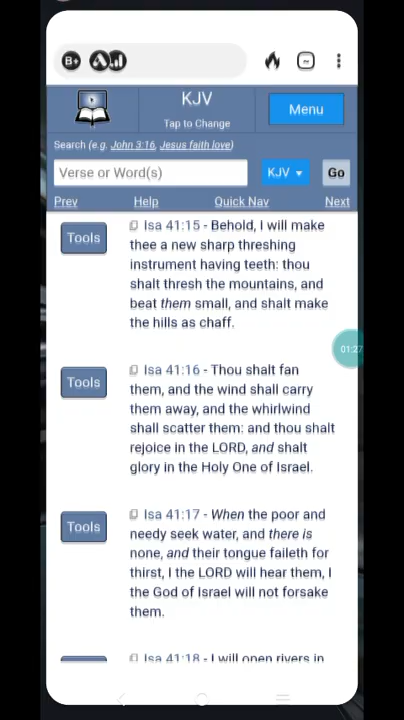 B+
KJV
Tap to Change
Menu
Search (e.g. John 3:16, Jesus faith love)
Verse or Word(s)
KJV
Go
Prev
Help
Quick Nav
Next
Tools
Isa 41:15 - Behold, I will make
thee a new sharp threshing
instrument having teeth: thou
shalt thresh the mountains, and
beat them small, and shalt make
the hills as chaff.
01:27
Tools
Isa 41:16 - Thou shalt fan
them, and the wind shall carry
them away, and the whirlwind
shall scatter them: and thou shalt
rejoice in the LORD, and shalt
glory in the Holy One of Israel.
Tools
Isa 41:17 - When the poor and
needy seek water, and there is
none, and their tongue faileth for
thirst, I the LORD will hear them, I
the God of Israel will not forsake
them.
Isa 41:18 - I will open rivers in